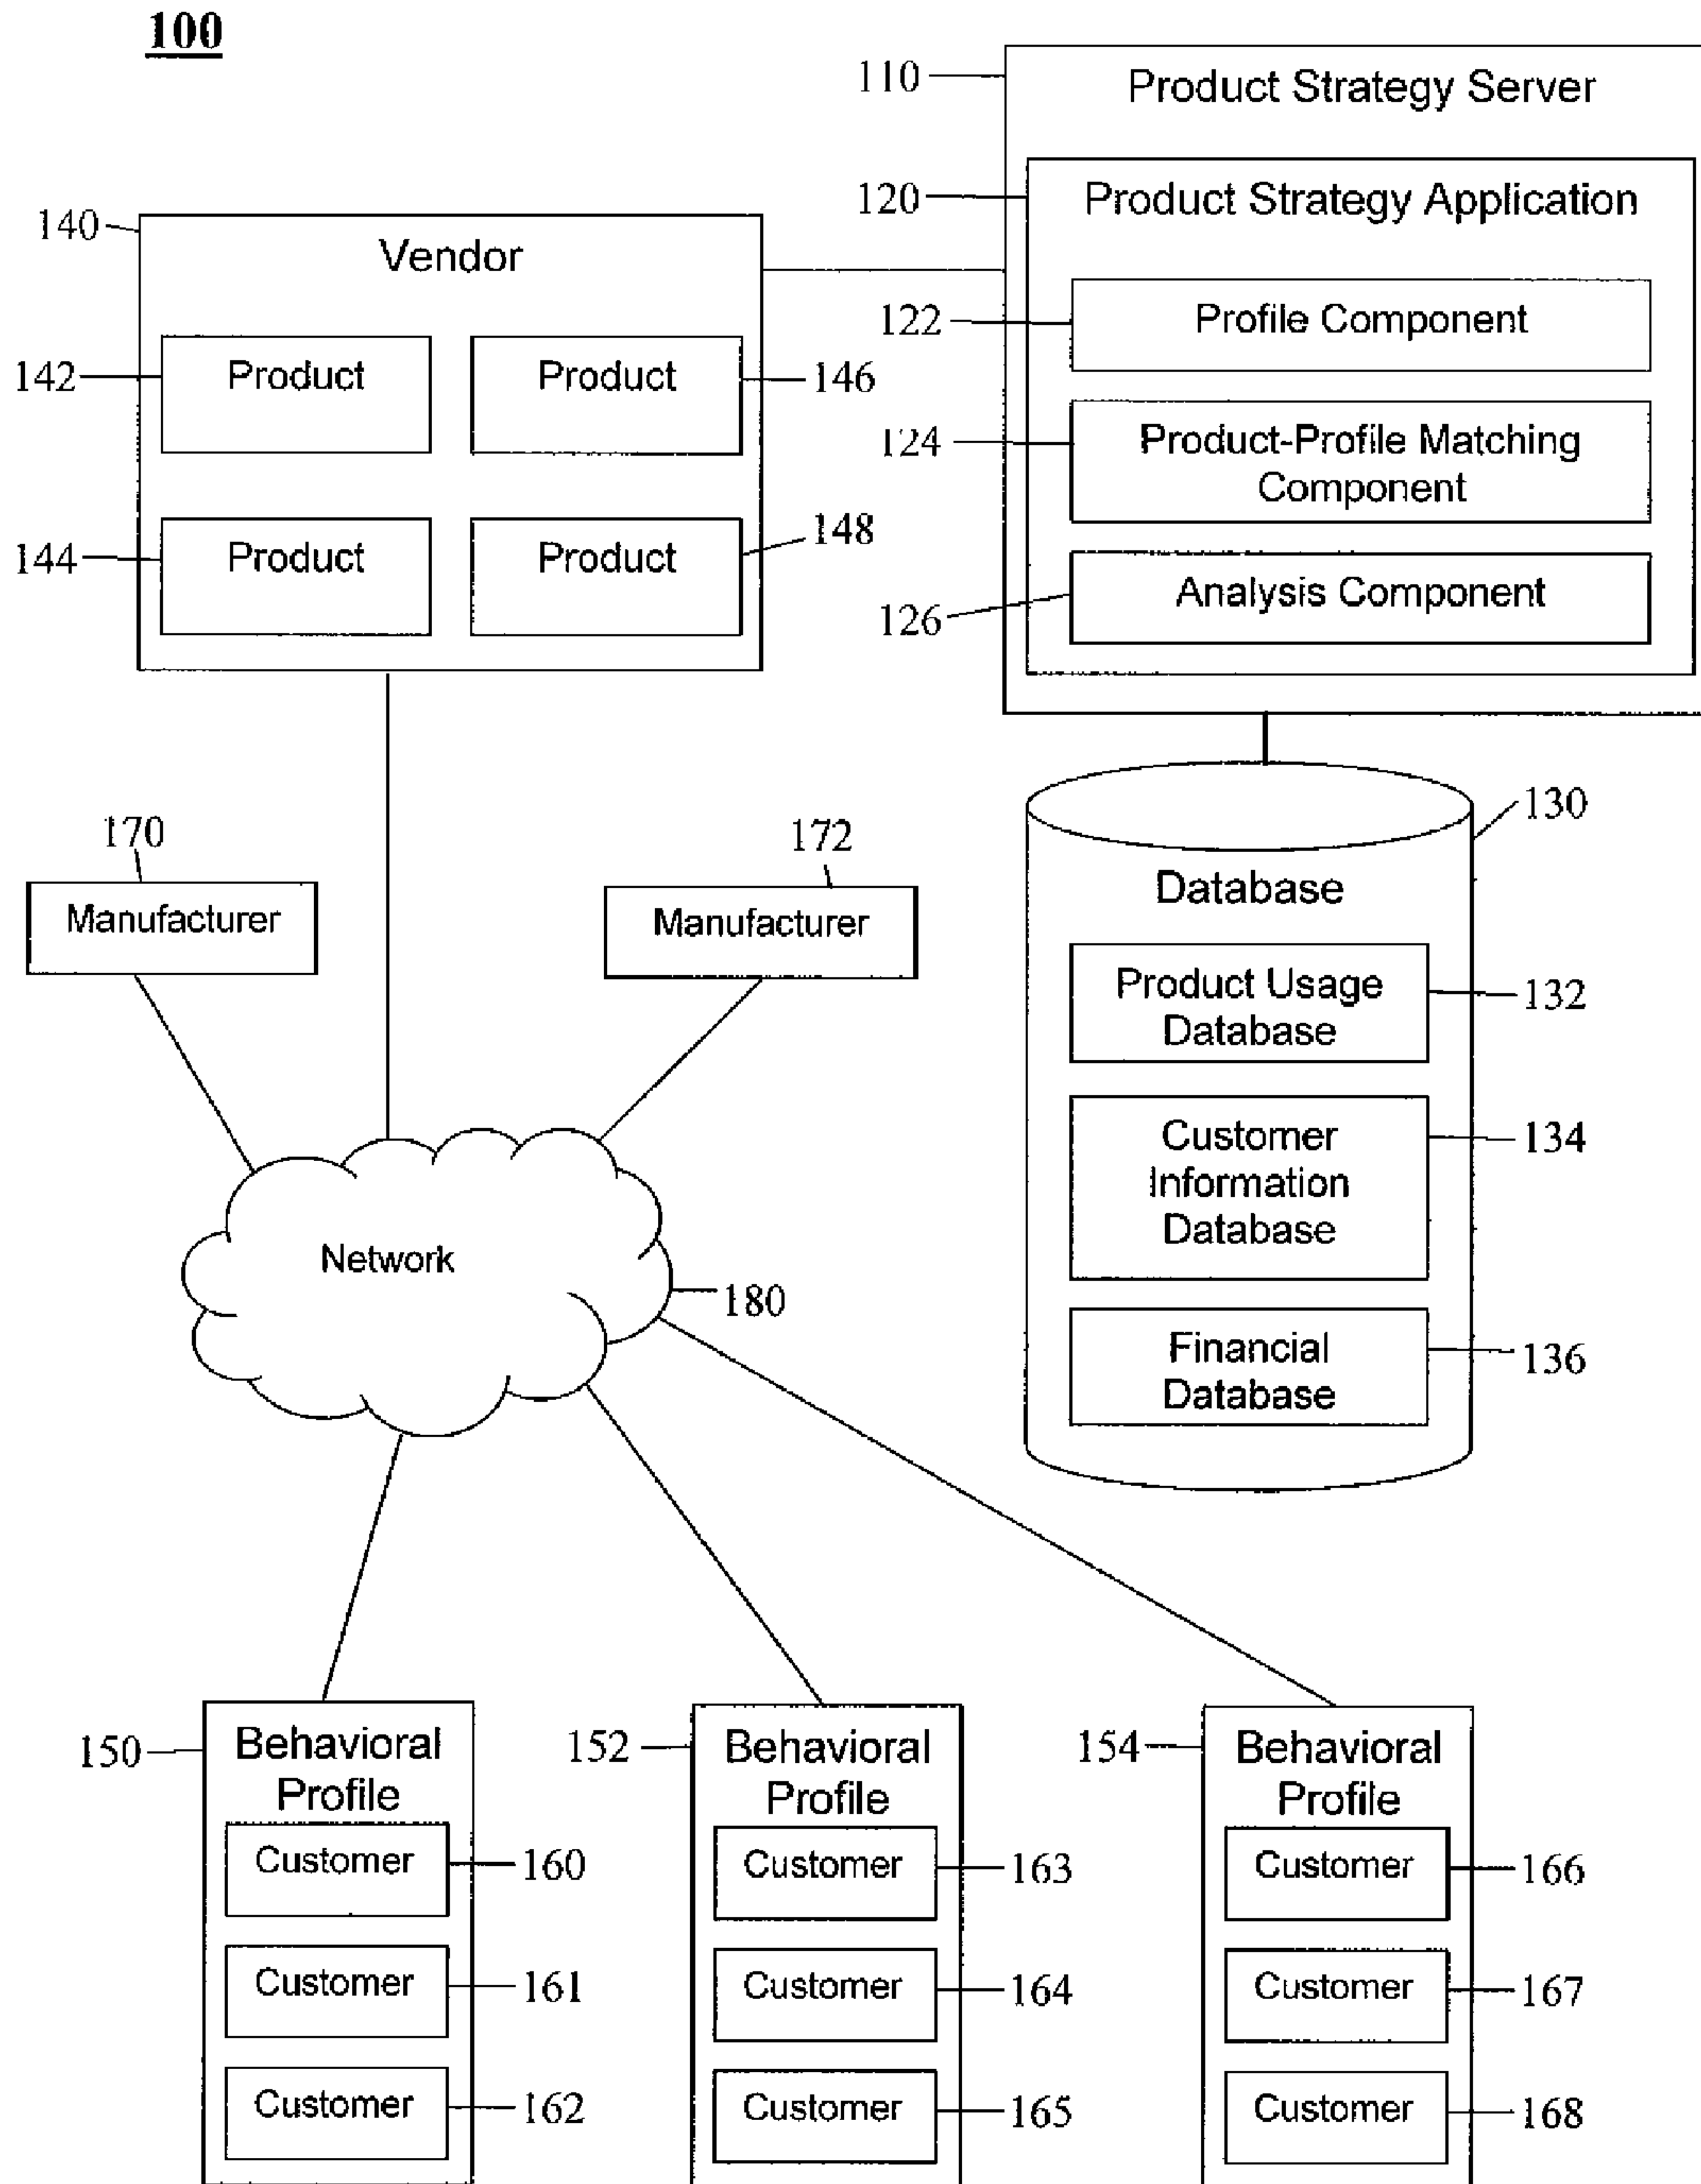 100
110
Product Strategy Server
120
Product Strategy Application
122
Profile Component
124
Product-Profile Matching
Component
126
Analysis Component
140
Vendor
142
Product
Product
146
144
Product
Product
148
170
Manufacturer
172
Manufacturer
130
Database
Product Usage
Database
132
Customer
Information
Database
134
Financial
Database
136
Network
180
150
Behavioral
Profile
Customer
160
Customer
161
Customer
162
152
Behavioral
Profile
Customer
163
Customer
164
Customer
165
154
Behavioral
Profile
Customer
166
Customer
167
Customer
168